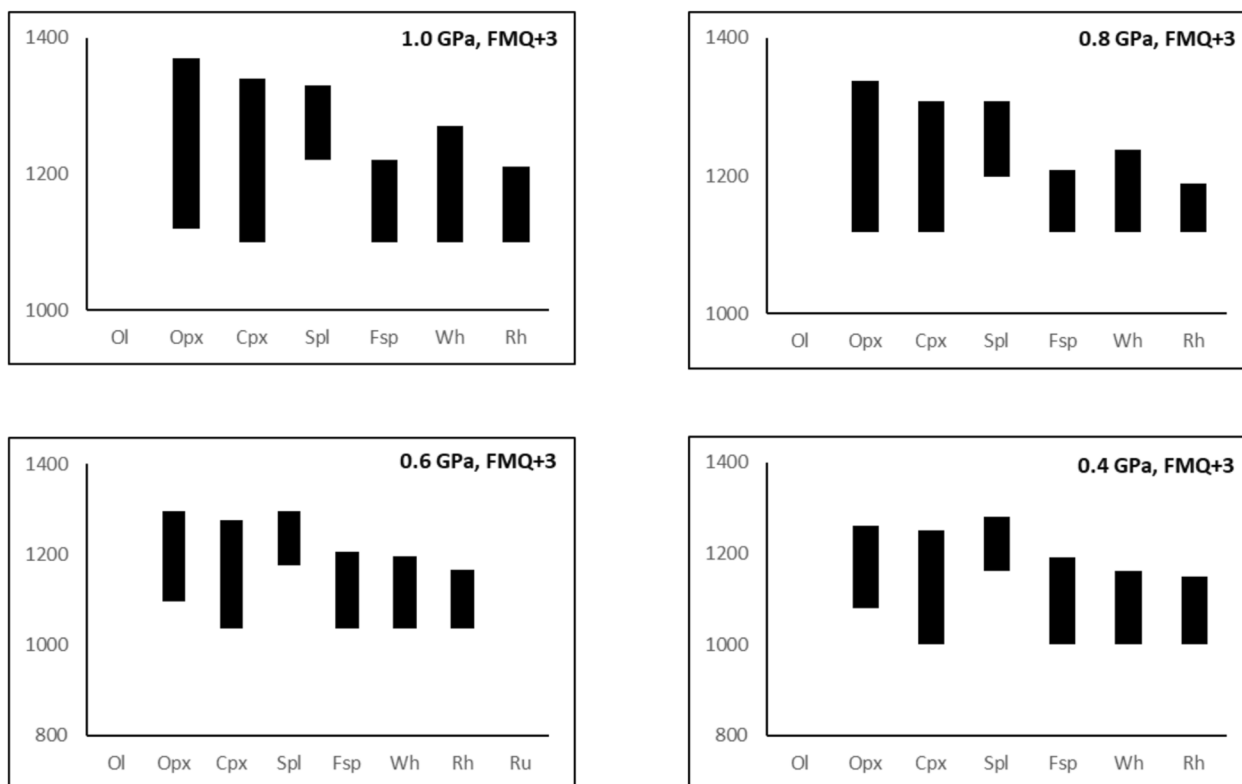 1.0 GPa, FMQ+3
1400
1200
1000
Ol Opx Cpx Spl Fsp Wh Rh
0.8 GPa, FMQ+3
1400
1200
1000
Ol Opx Cpx Spl Fsp Wh Rh
0.6 GPa, FMQ+3
1400
1200
1000
800
Ol Opx Cpx Spl Fsp Wh Rh Ru
0.4 GPa, FMQ+3
1400
1200
1000
800
Ol Opx Cpx Spl Fsp Wh Rh